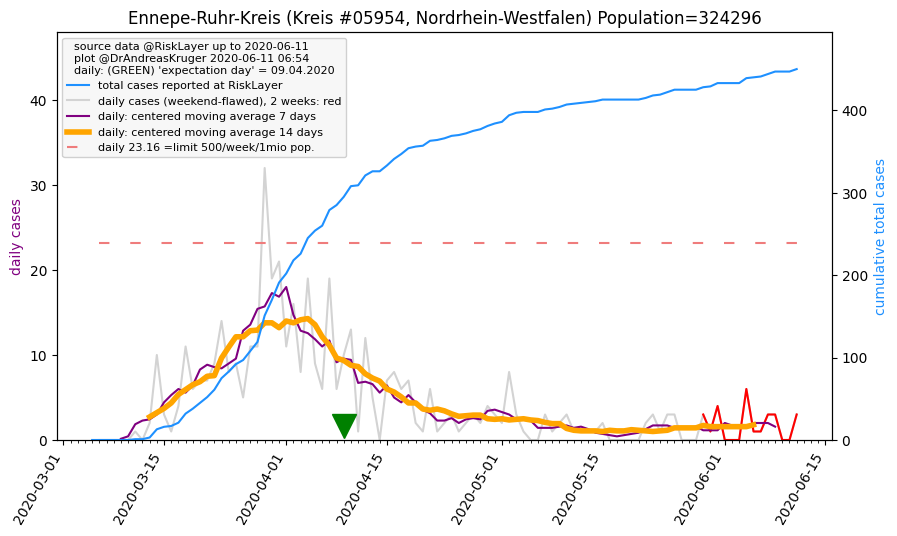 Ennepe-Ruhr-Kreis (Kreis #05954, Nordrhein-Westfalen) Population=324296
source data @RiskLayer up to 2020-06-11
plot @DrAndreasKruger 2020-06-11 06:54
daily: (GREEN) 'expectation day' = 09.04.2020
total cases reported at RiskLayer
daily cases (weekend-flawed), 2 weeks: red
daily: centered moving average 7 days
daily: centered moving average 14 days
daily 23.16 =limit 500/week/1mio pop.
daily cases
40
30
20
10
0
cumulative total cases
400
300
200
100
0
2020-03-01
2020-03-15
2020-04-01
2020-04-15
2020-05-01
2020-05-15
2020-06-01
2020-06-15